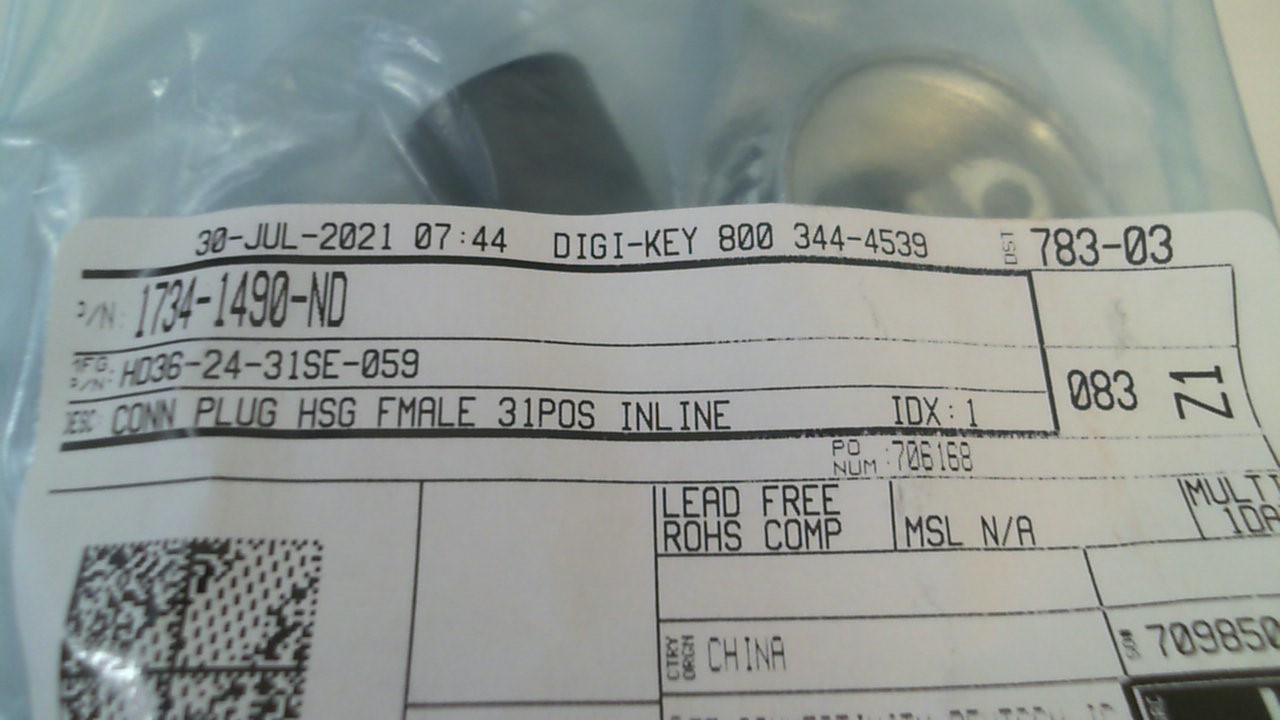 30-JUL-2021 07:44 DIGI-KEY 800 344-4539 DIST 783-03
P/N: 1734-1490-ND
MFG. P/N: HD36-24-31SE-059
083 Z1
DESC: CONN PLUG HSG FMALE 31POS INLINE IDX: 1
PO NUM :706168
LEAD FREE
ROHS COMP
MSL N/A
MULTI
1DA
CTRY ORGN CHINA
709850